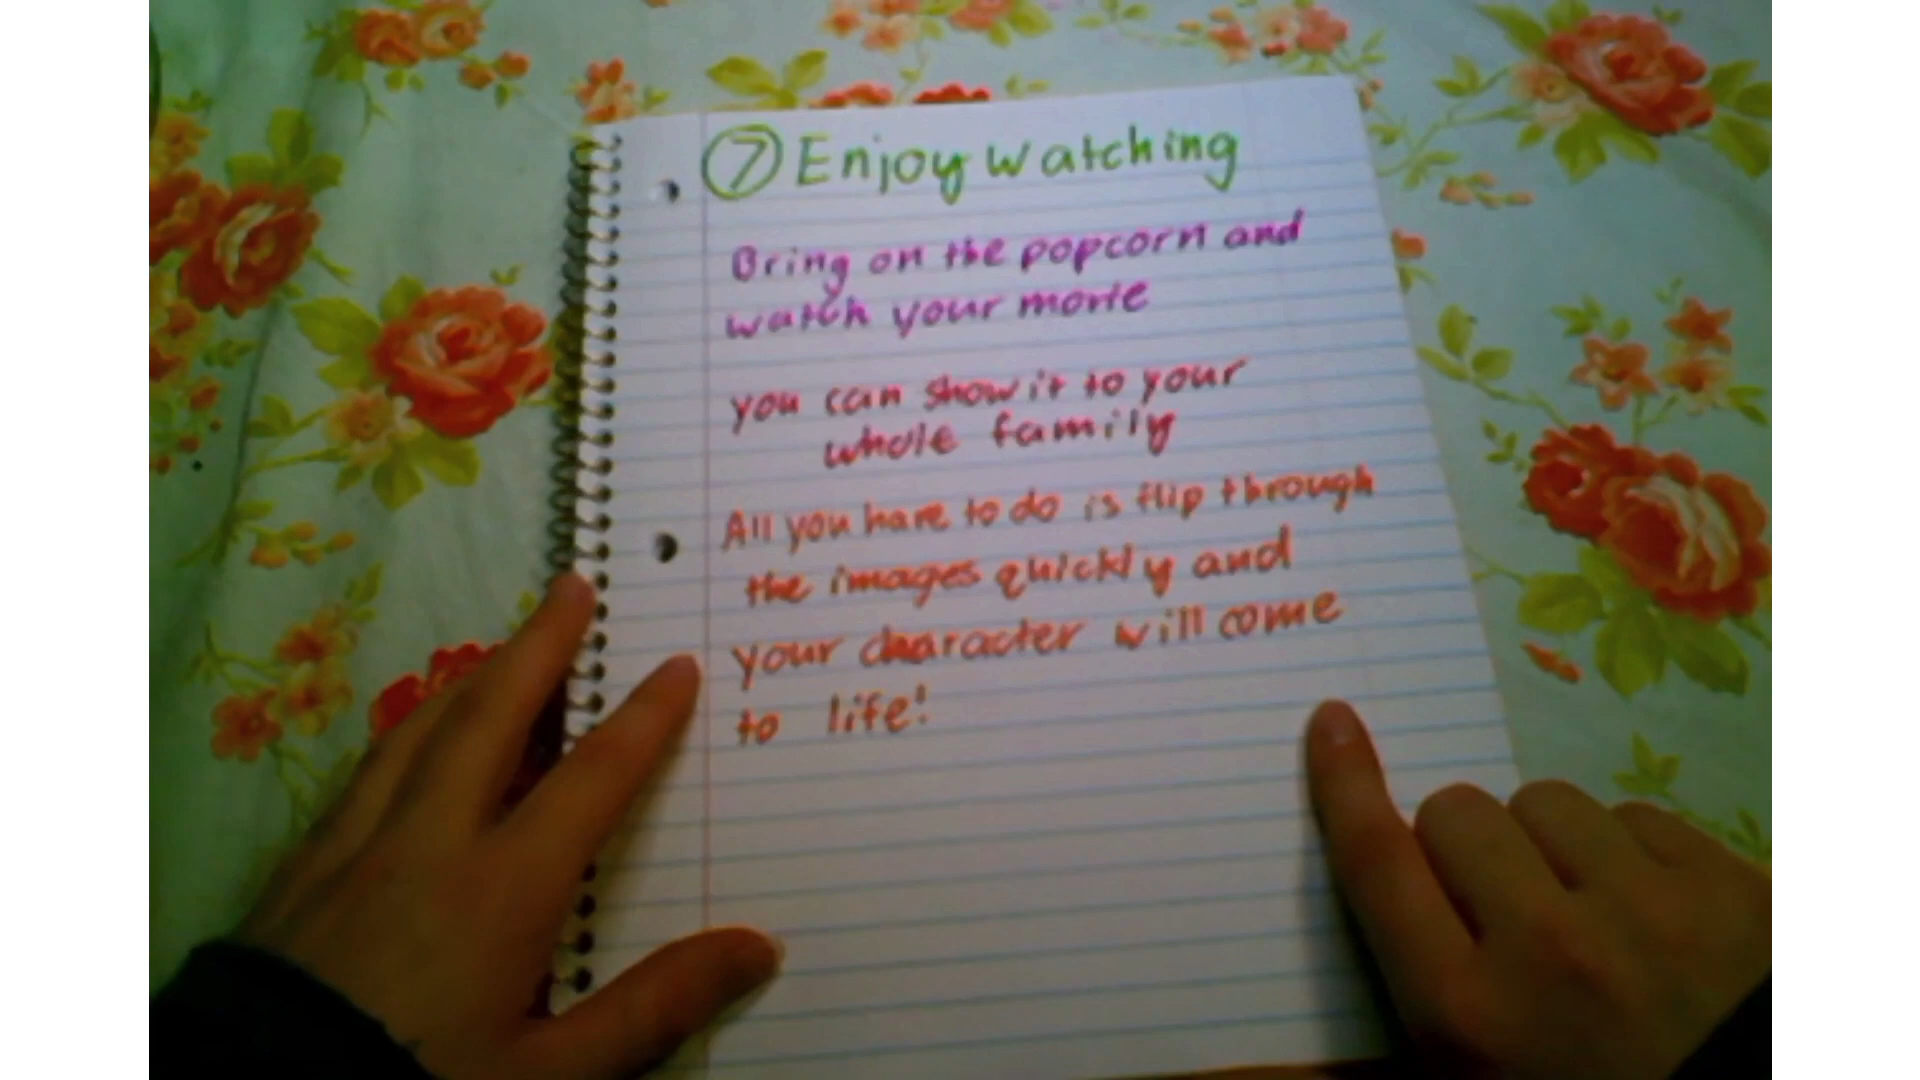 ⑦ Enjoy watching
Bring on the popcorn and
watch your movie
you can show it to your
whole family
All you have to do is flip through
the images quickly and
your character will come
to life!